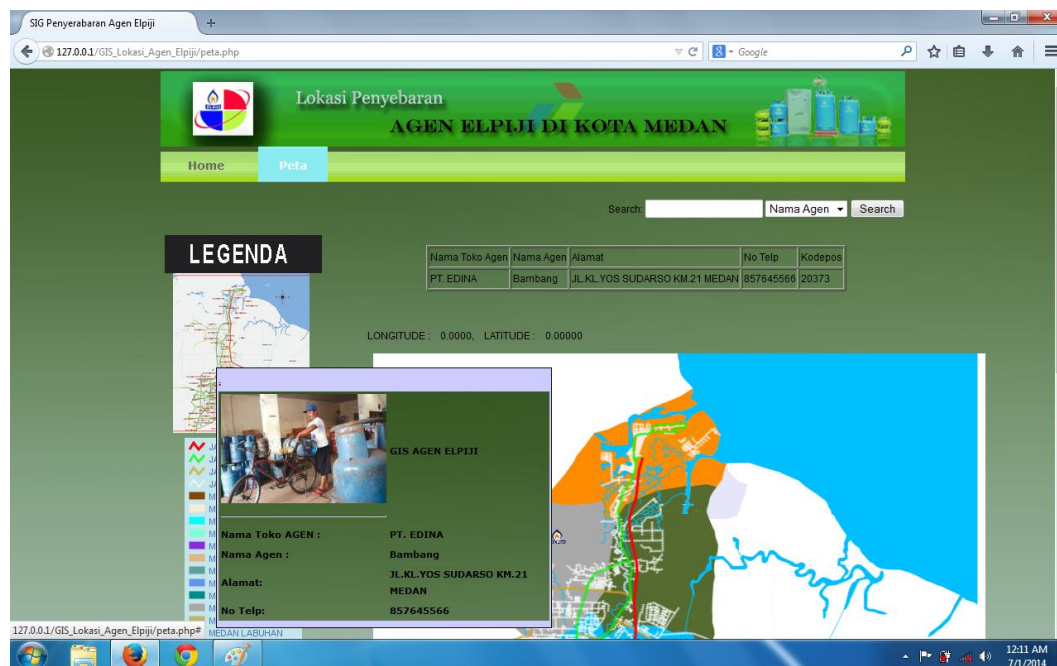 SIG Penyerabaran Agen Elpiji
127.0.0.1/GIS_Lokasi_Agen_Elpiji/peta.php
Google
Lokasi Penyebaran
AGEN ELPIJI DI KOTA MEDAN
Home Peta
Search: Nama Agen Search
LEGENDA
Nama Toko Agen Nama Agen Alamat No Telp Kodepos
PT. EDINA Bambang JL.KL.YOS SUDARSO KM.21 MEDAN 857645566 20373
LONGITUDE : 0.0000, LATITUDE : 0.00000
GIS AGEN ELPIJI
Nama Toko AGEN : PT. EDINA
Nama Agen : Bambang
Alamat: JL.KL.YOS SUDARSO KM.21
MEDAN
No Telp: 857645566
127.0.0.1/GIS_Lokasi_Agen_Elpiji/peta.php#
MEDAN LABUHAN
12:11 AM
7/1/2014